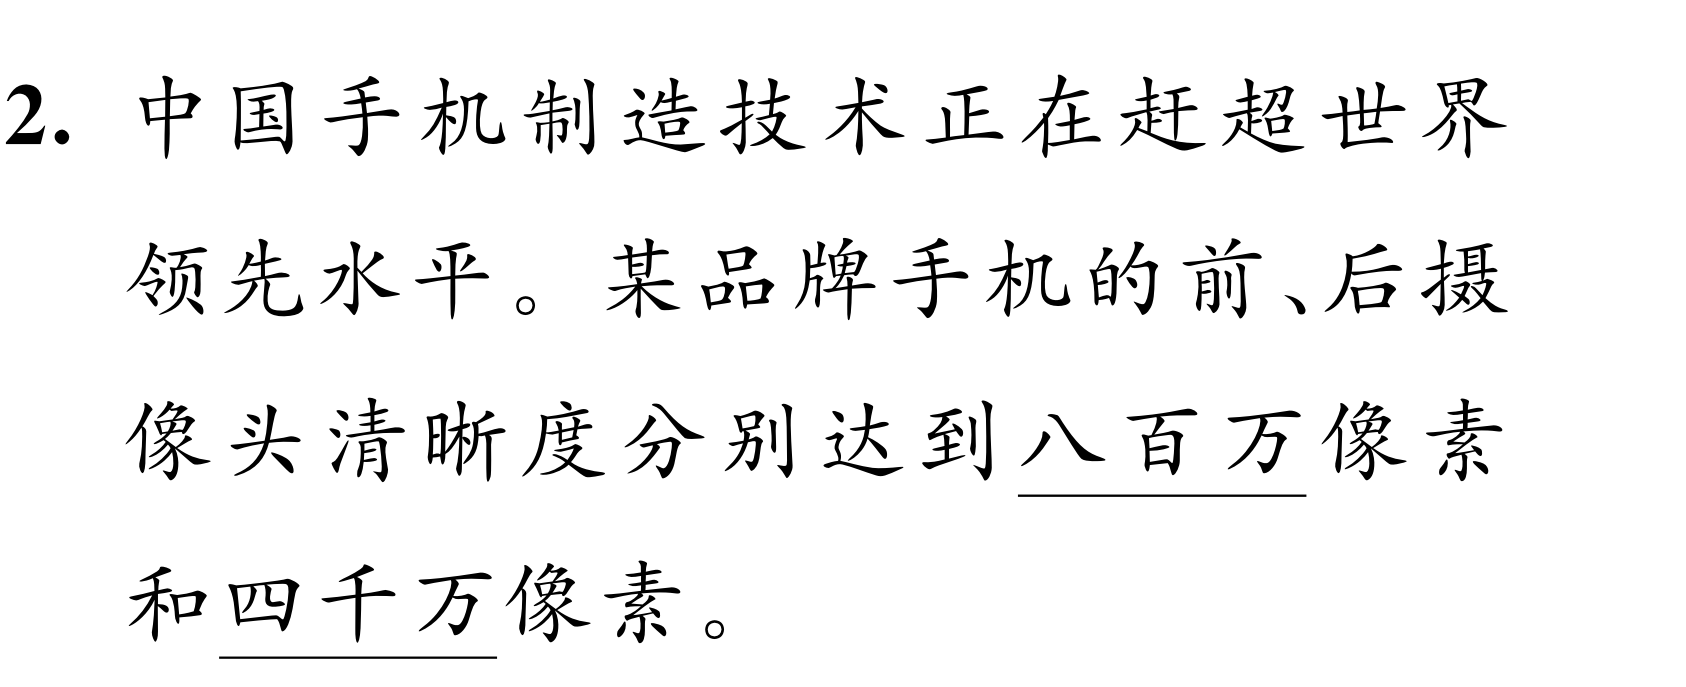 2. 中国手机制造技术正在赶超世界
领先水平。某品牌手机的前、后摄
像头清晰度分别达到八百万像素
和四千万像素。